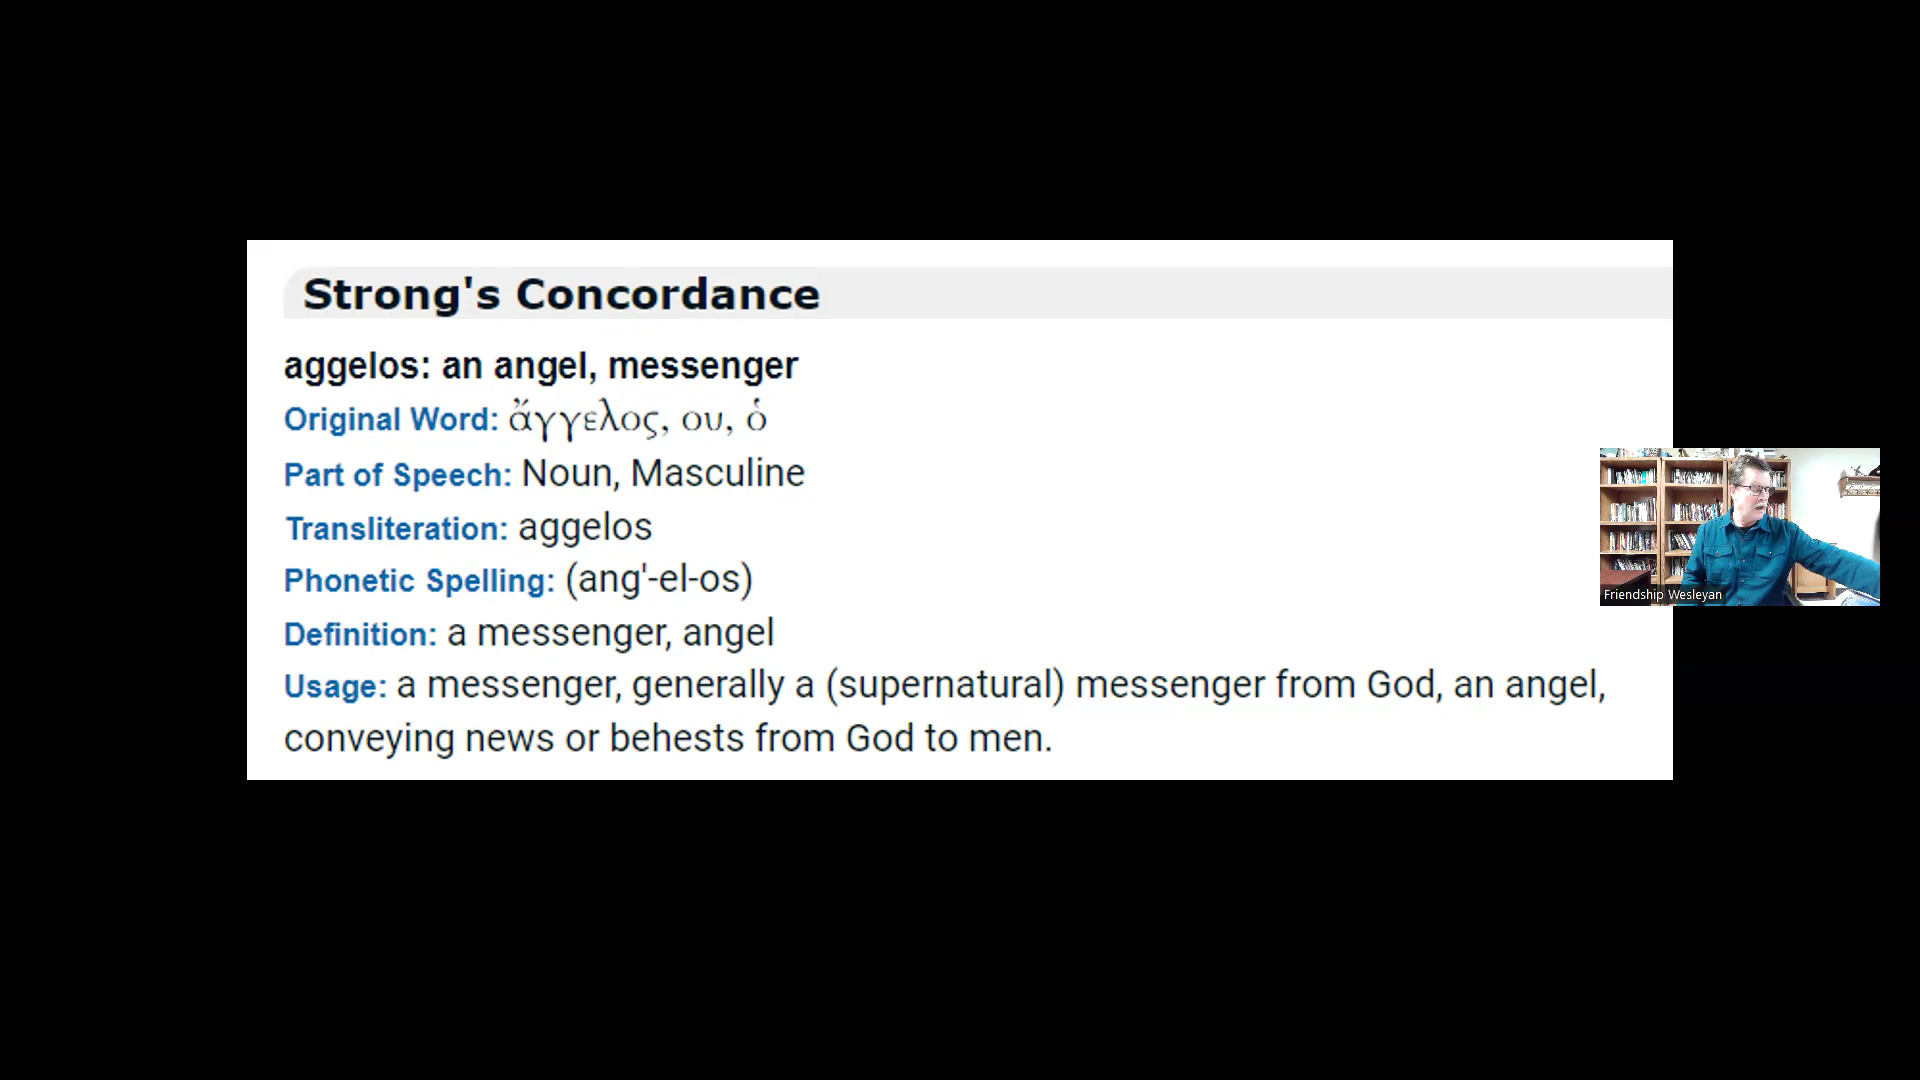 Strong's Concordance
aggelos: an angel, messenger
Original Word: ἄγγελος, ου, ὁ
Part of Speech: Noun, Masculine
Transliteration: aggelos
Phonetic Spelling: (ang'-el-os)
Definition: a messenger, angel
Usage: a messenger, generally a (supernatural) messenger from God, an angel,
conveying news or behests from God to men.
Friendship Wesleyan